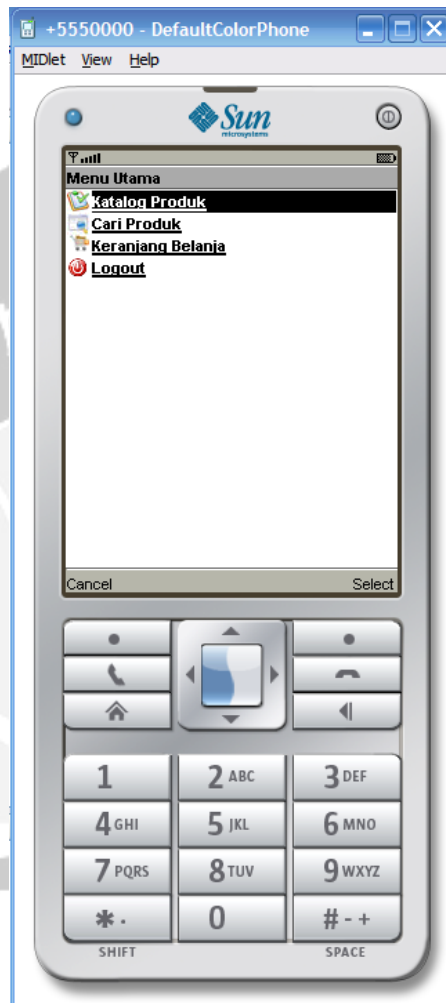 +5550000 - DefaultColorPhone
MIDlet View Help
Sun
microsystems
Menu Utama
Katalog Produk
Cari Produk
Keranjang Belanja
Logout
Cancel Select
1 2 ABC 3 DEF
4 GHI 5 JKL 6 MNO
7 PQRS 8 TUV 9 WXYZ
* . 0 # - +
SHIFT SPACE